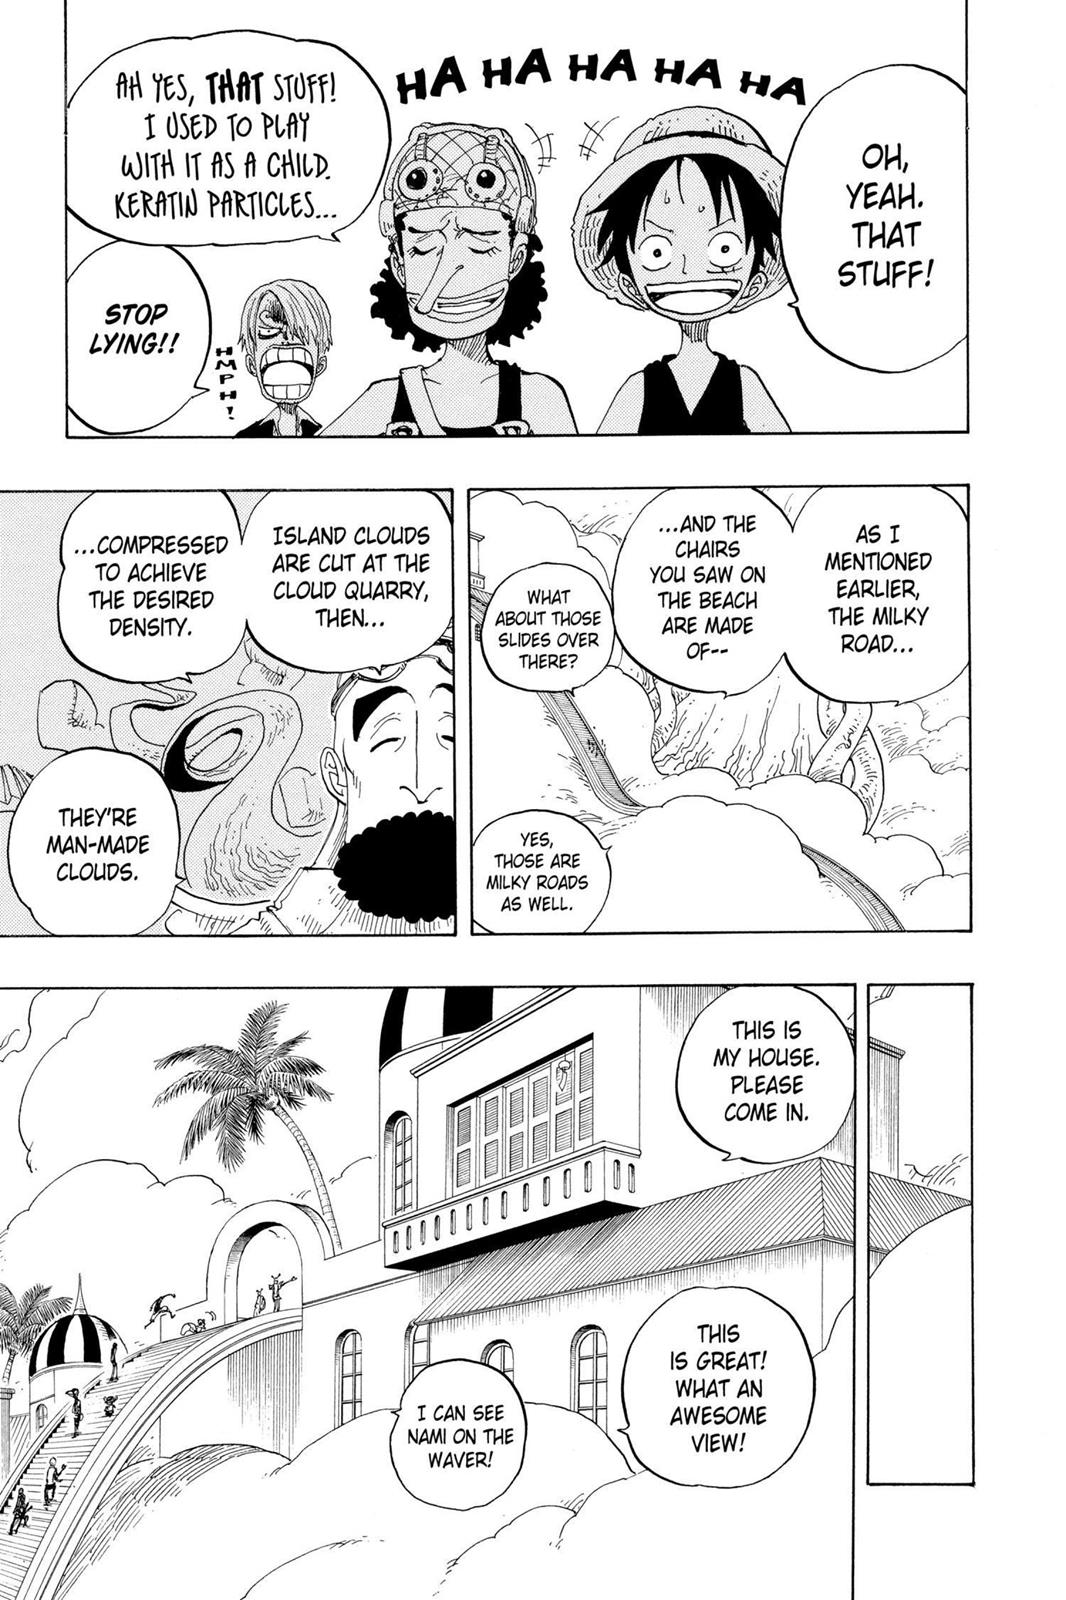 OH,
YEAH.
THAT
STUFF!
HA HA HA HA HA
AH YES, THAT STUFF!
I USED TO PLAY
WITH IT AS A CHILD.
KERATIN PARTICLES...
STOP
LYING!!
HMPH!
AS I
MENTIONED
EARLIER,
THE MILKY
ROAD...
...AND THE
CHAIRS
YOU SAW ON
THE BEACH
ARE MADE
OF--
WHAT
ABOUT THOSE
SLIDES OVER
THERE?
YES,
THOSE ARE
MILKY ROADS
AS WELL.
ISLAND CLOUDS
ARE CUT AT THE
CLOUD QUARRY,
THEN...
...COMPRESSED
TO ACHIEVE
THE DESIRED
DENSITY.
THEY'RE
MAN-MADE
CLOUDS.
THIS IS
MY HOUSE.
PLEASE
COME IN.
THIS
IS GREAT!
WHAT AN
AWESOME
VIEW!
I CAN SEE
NAMI ON THE
WAVER!